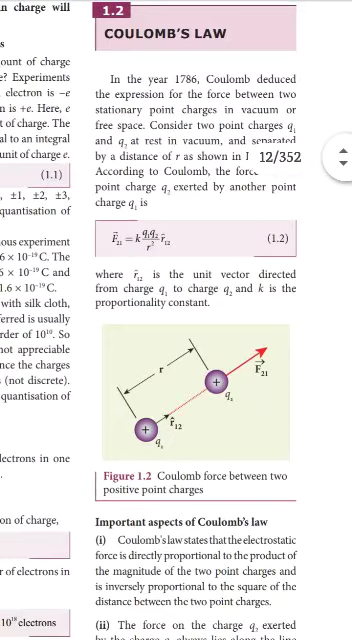 n charge will
s
ount of charge
e? Experiments
electron is −e
n is +e. Here, e
t of charge. The
al to an integral
unit of charge e.
(1.1)
, ±1, ±2, ±3,
quantisation of
ous experiment
6 × 10⁻¹⁹ C. The
6 × 10⁻¹⁹ C and
1.6 × 10⁻¹⁹ C.
with silk cloth,
ferred is usually
rder of 10¹⁰. So
not appreciable
nce the charges
s (not discrete).
quantisation of
lectrons in one
.
on of charge,
r of electrons in
10¹⁸ electrons
1.2
COULOMB'S LAW
In the year 1786, Coulomb deduced
the expression for the force between two
stationary point charges in vacuum or
free space. Consider two point charges q₁
and q₂ at rest in vacuum, and separated
by a distance of r as shown in
12/352
According to Coulomb, the
point charge q₂ exerted by another point
charge q₁ is
F⃗₂₁ = k q₁q₂/r² r̂₁₂ (1.2)
where r̂₁₂ is the unit vector directed
from charge q₁ to charge q₂ and k is the
proportionality constant.
r
F⃗₂₁
r̂₁₂
+
+
Figure 1.2 Coulomb force between two
positive point charges
Important aspects of Coulomb's law
(i) Coulomb's law states that the electrostatic
force is directly proportional to the product of
the magnitude of the two point charges and
is inversely proportional to the square of the
distance between the two point charges.
(ii) The force on the charge q₂ exerted
by the charge q₁ always lies along the line